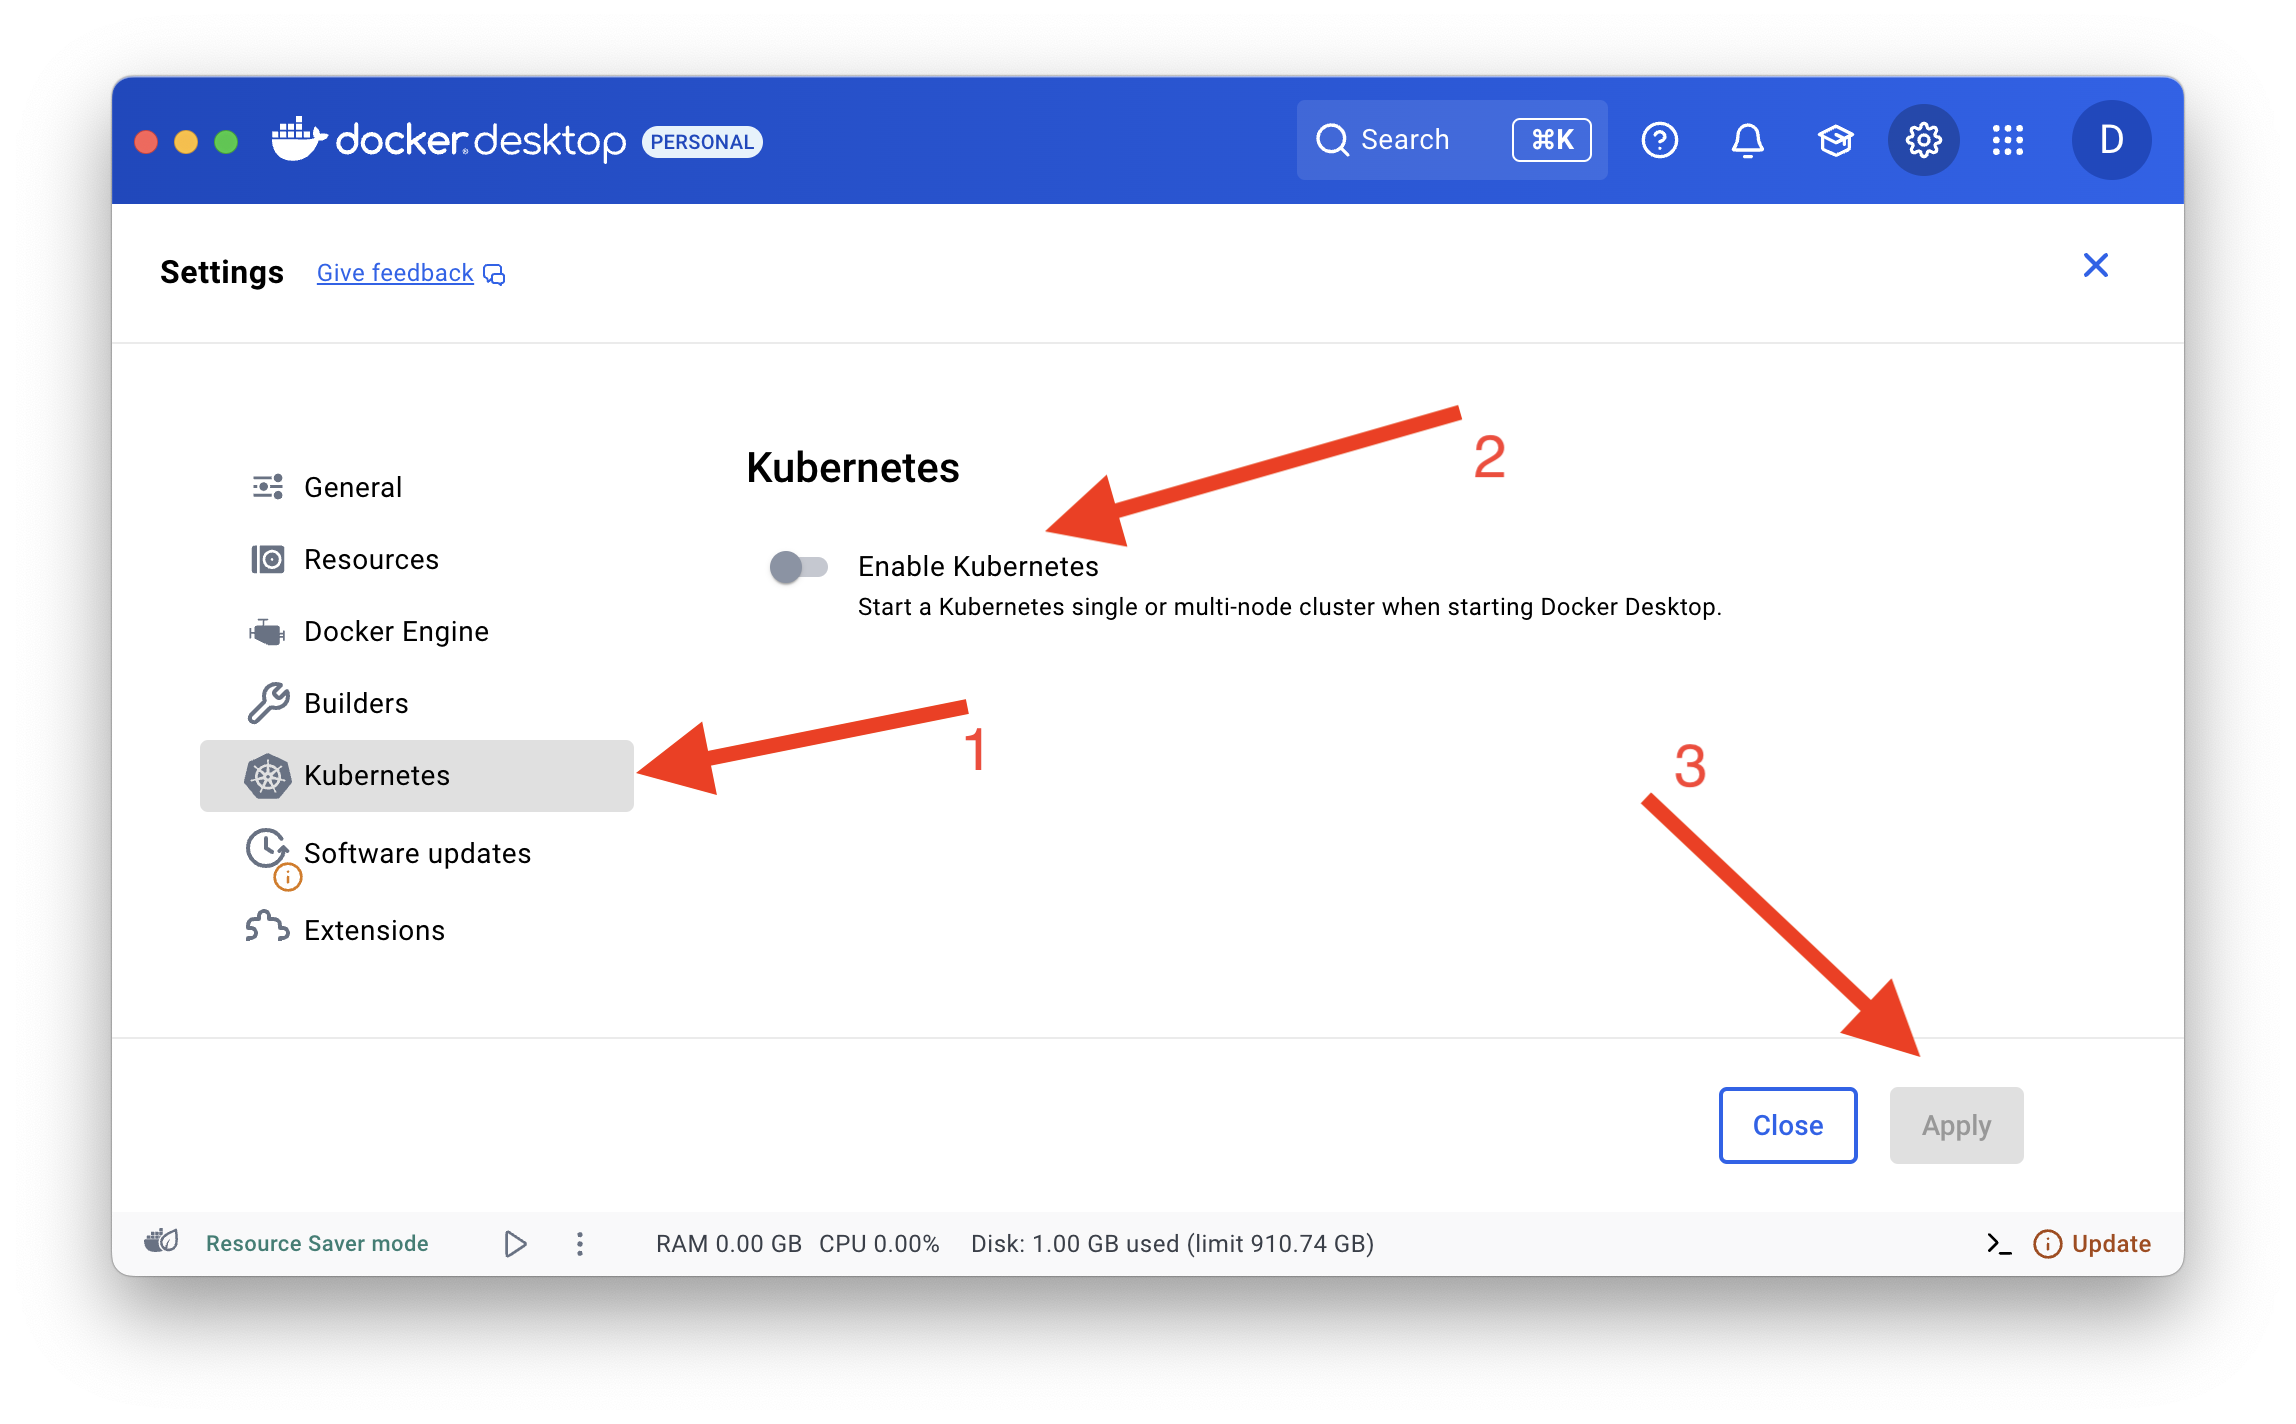 docker desktop PERSONAL
Search ⌘K
D
Settings Give feedback
General
Resources
Docker Engine
Builders
Kubernetes
Software updates
Extensions
Kubernetes
Enable Kubernetes
Start a Kubernetes single or multi-node cluster when starting Docker Desktop.
2
1
3
Close Apply
Resource Saver mode RAM 0.00 GB CPU 0.00% Disk: 1.00 GB used (limit 910.74 GB) Update